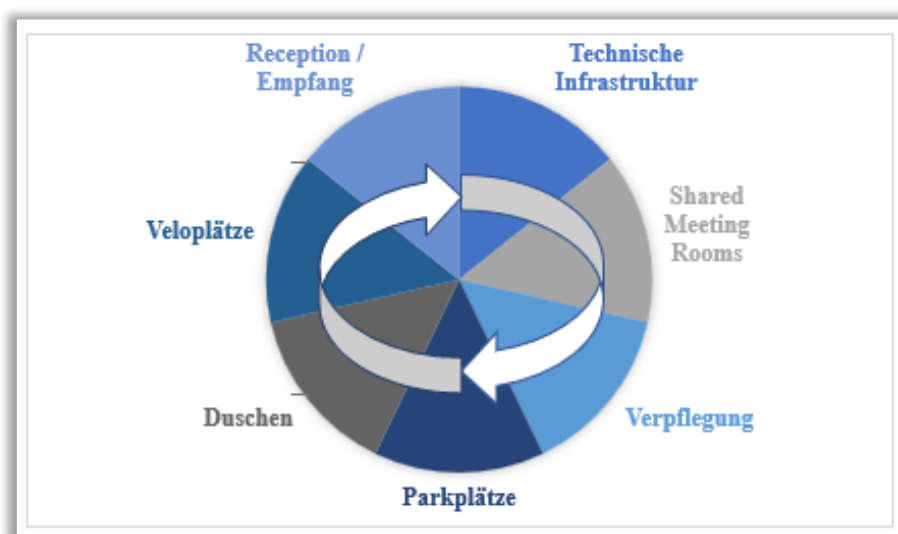 Reception /
Empfang
Technische
Infrastruktur
Shared
Meeting
Rooms
Veloplätze
Duschen
Verpflegung
Parkplätze